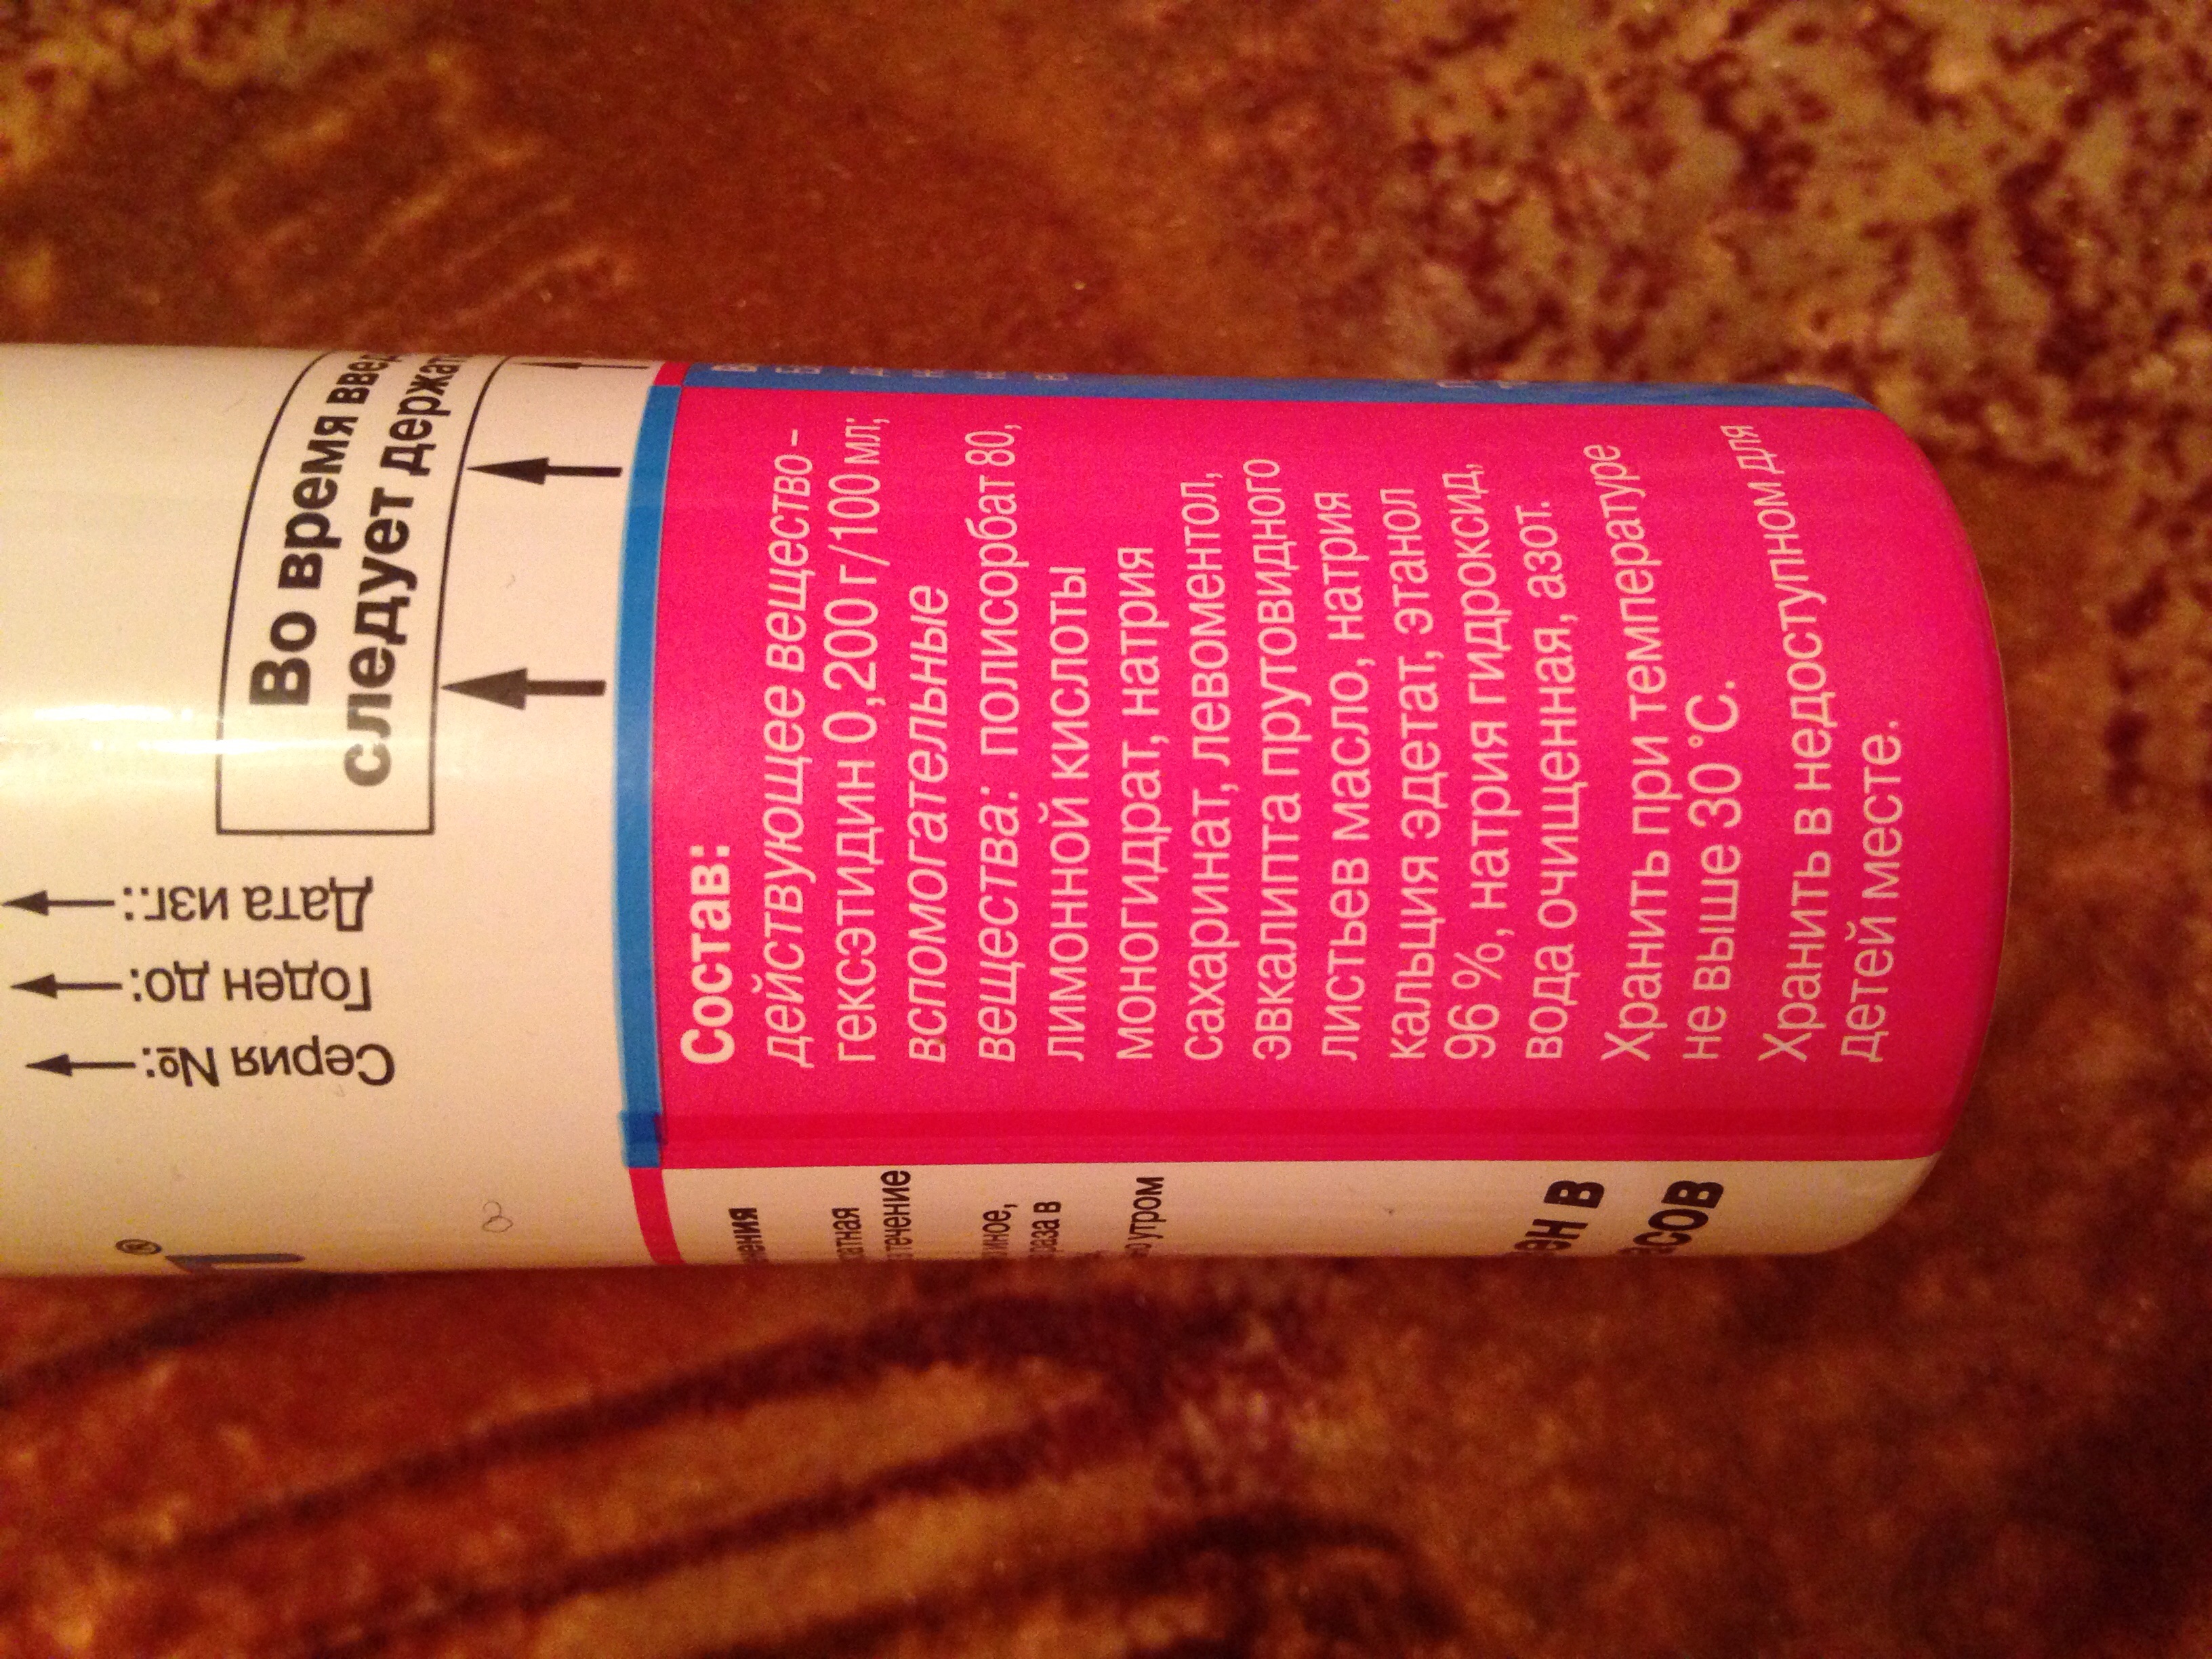 Во время
следует
Дата изг.:
Годен до:
Серия №:
®
Состав:
действующее вещество –
гексэтидин 0,200 г/100 мл;
вспомогательные
вещества: полисорбат 80,
лимонной кислоты
моногидрат, натрия
сахаринат, левоментол,
эвкалипта прутовидного
листьев масло, натрия
кальция эдетат, этанол
96 %, натрия гидроксид,
вода очищенная, азот.
Хранить при температуре
не выше 30 °C.
Хранить в недоступном для
детей месте.
течение
в
утром
в